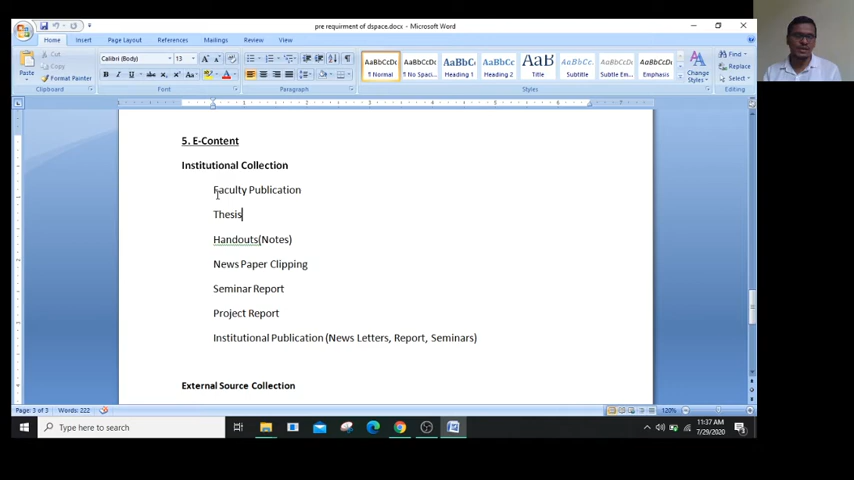 pre requirment of dspace.docx - Microsoft Word
Home Insert Page Layout References Mailings Review View
Cut
Copy
Format Painter
Paste
Clipboard
Calibri (Body) 13
Font
Paragraph
AaBbCcDc AaBbCcDc AaBbC AaBbCc AaB AaBbCc. AaBbCcDc AaBbCcDc
¶ Normal ¶ No Spaci... Heading 1 Heading 2 Title Subtitle Subtle Em... Emphasis
Change Styles
Styles
Find
Replace
Select
Editing
5. E-Content
Institutional Collection
Faculty Publication
Thesis
Handouts(Notes)
News Paper Clipping
Seminar Report
Project Report
Institutional Publication (News Letters, Report, Seminars)
External Source Collection
Page: 3 of 3 Words: 222 120%
Type here to search
11:37 AM
7/29/2020